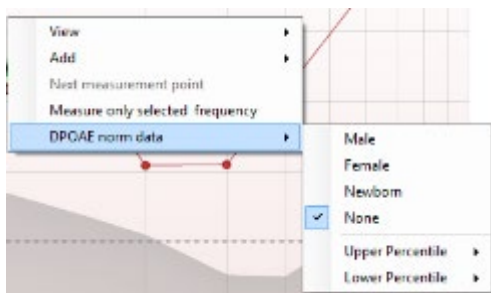 View
Add
Next measurement point
Measure only selected frequency
DPOAE norm data
Male
Female
Newborn
None
Upper Percentile
Lower Percentile